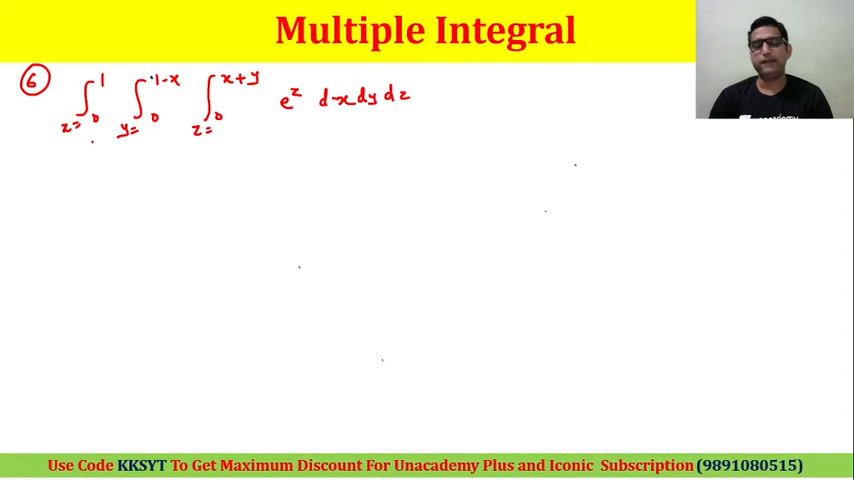 Multiple Integral
6 ∫ x=0 1 ∫ y=0 1-x ∫ z=0 x+y e^z dx dy dz
unacademy
Use Code KKSYT To Get Maximum Discount For Unacademy Plus and Iconic Subscription (9891080515)